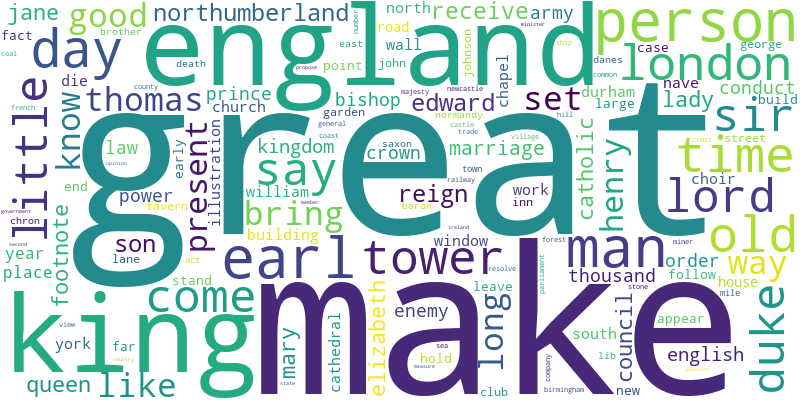 jane good northumberland receive army north person
fact brother death road number east wall john johnson chapel minister ship danes case george
coal day england propose point common london
die county
little know thomas prince church bishop majesty newcastle edward set durham large nave conduct build
french garden general coast normandy castle trade hill lady sir
law early present illustration kingdom saxon crown marriage village catholic henry cross street
opinion great time
end say town choir
power william reign work inn lord
government chron tavern bring railway baron
footnote son building member window ireland forest miner old
second year lane act earl tower man way
place stand resolve parliament thousand order house
leave stone follow mile
king come elizabeth enemy long make council appear duke
view far mary cathedral sea hold south company
york country measure lib english question
queen like state club birmingham new